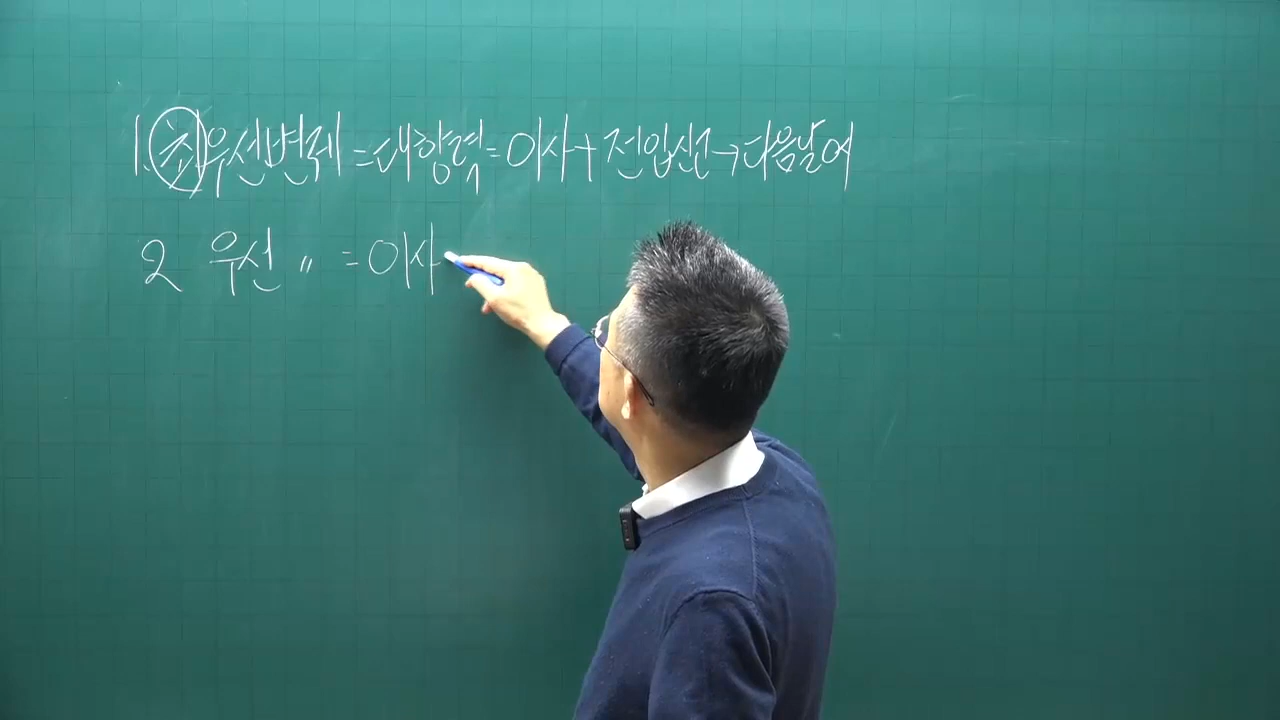 1. 최우선변제 = 대항력 = 이사 + 전입신고 → 다음날 0시
2 우선 〃 = 이사